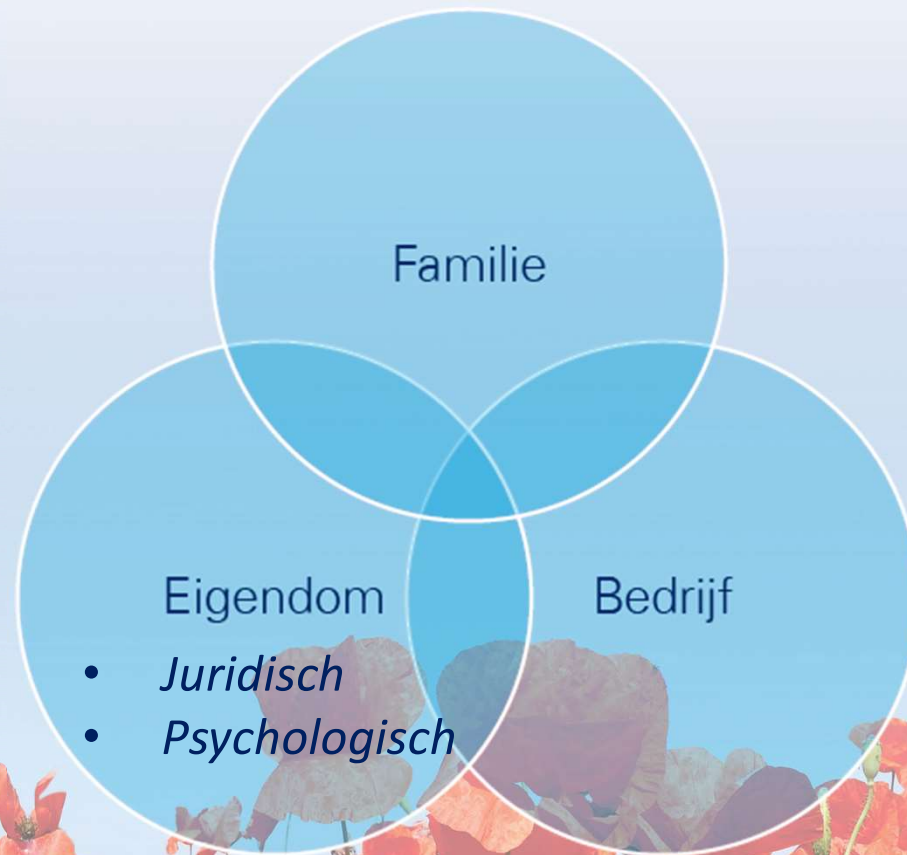 Familie
Eigendom
Bedrijf
• Juridisch
• Psychologisch